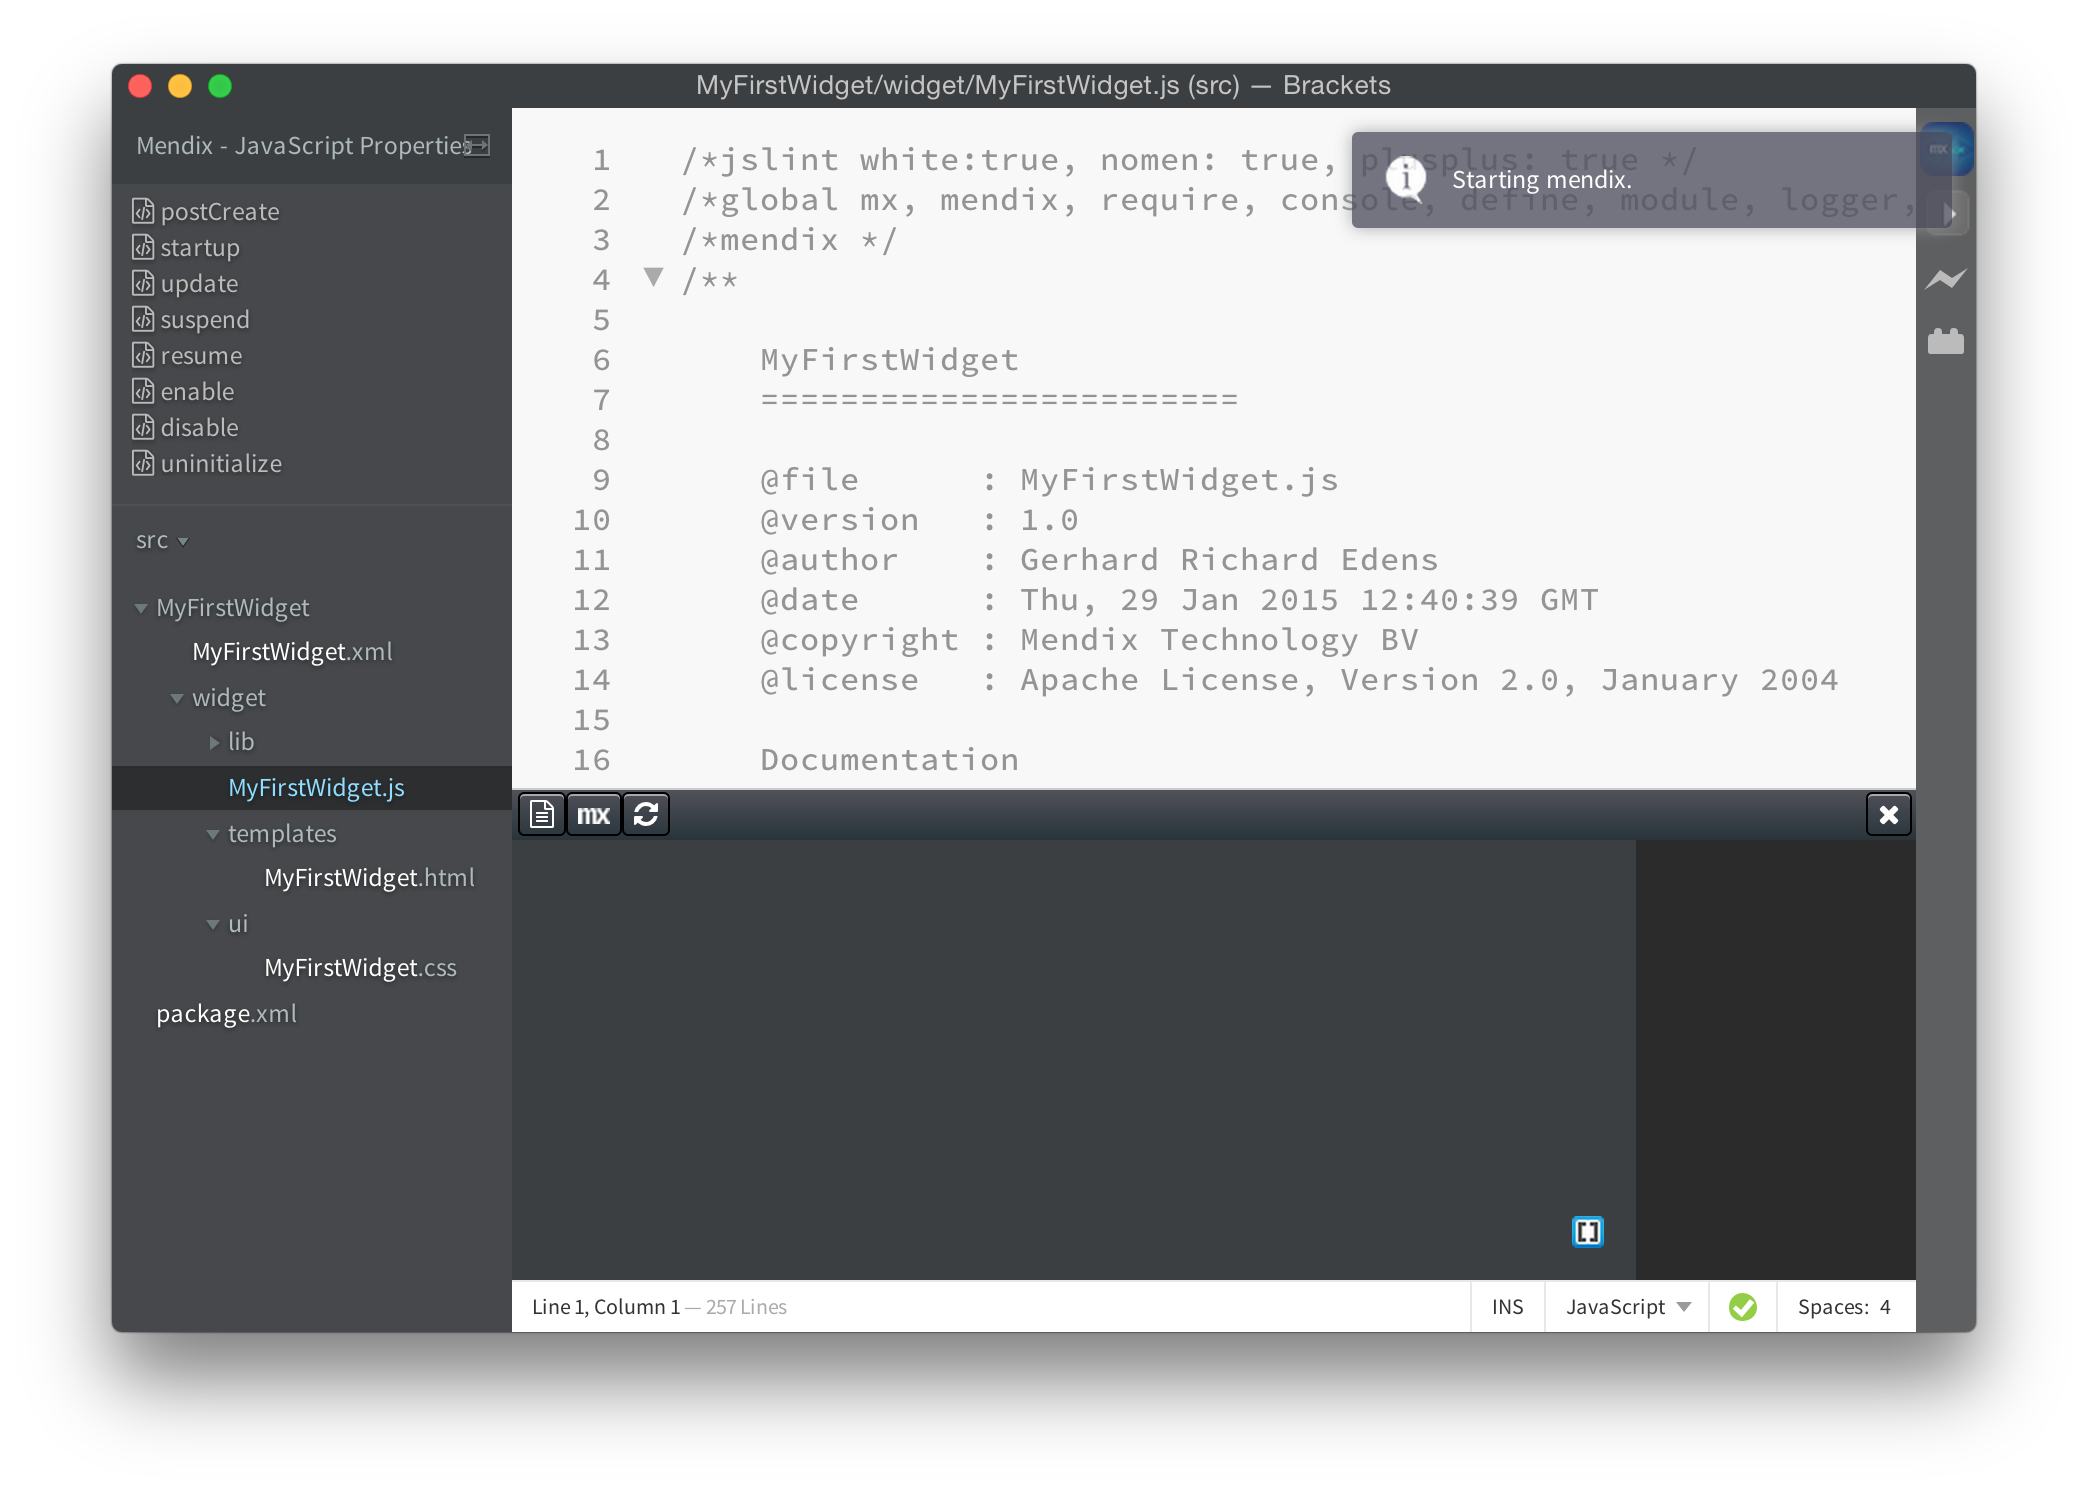 MyFirstWidget/widget/MyFirstWidget.js (src) — Brackets
Mendix - JavaScript Properties
postCreate
startup
update
suspend
resume
enable
disable
uninitialize
src
MyFirstWidget
MyFirstWidget.xml
widget
lib
MyFirstWidget.js
templates
MyFirstWidget.html
ui
MyFirstWidget.css
package.xml
1 /*jslint white:true, nomen: true, plusplus: true */
2 /*global mx, mendix, require, console, define, module, logger,
3 /*mendix */
4 /**
5
6 MyFirstWidget
7 ========================
8
9 @file : MyFirstWidget.js
10 @version : 1.0
11 @author : Gerhard Richard Edens
12 @date : Thu, 29 Jan 2015 12:40:39 GMT
13 @copyright : Mendix Technology BV
14 @license : Apache License, Version 2.0, January 2004
15
16 Documentation
Starting mendix.
mx
mx
Line 1, Column 1 — 257 Lines
INS
JavaScript
Spaces: 4